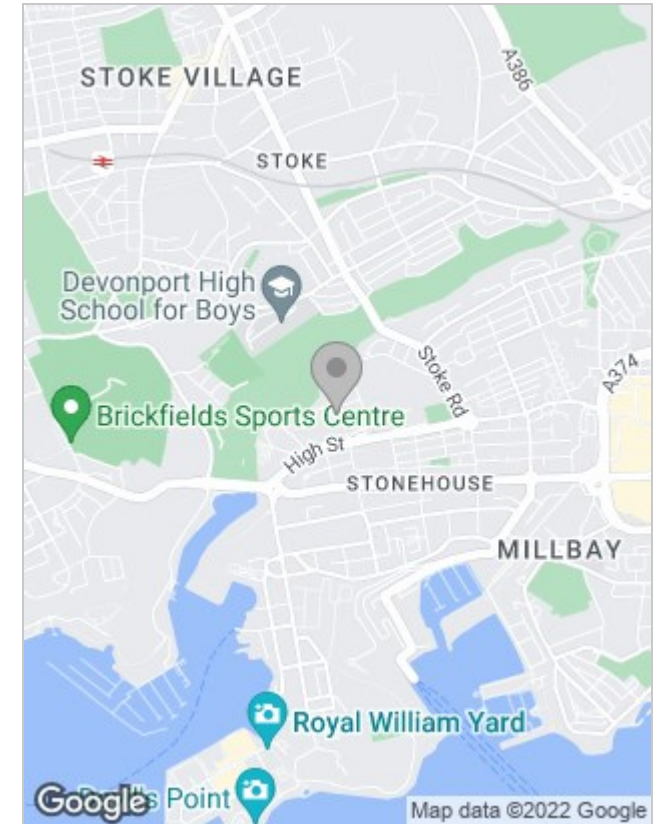 A386
STOKE VILLAGE
STOKE
Devonport High
School for Boys
Stoke Rd
A374
Brickfields Sports Centre
High St
STONEHOUSE
MILLBAY
Royal William Yard
Google
Point
Map data ©2022 Google